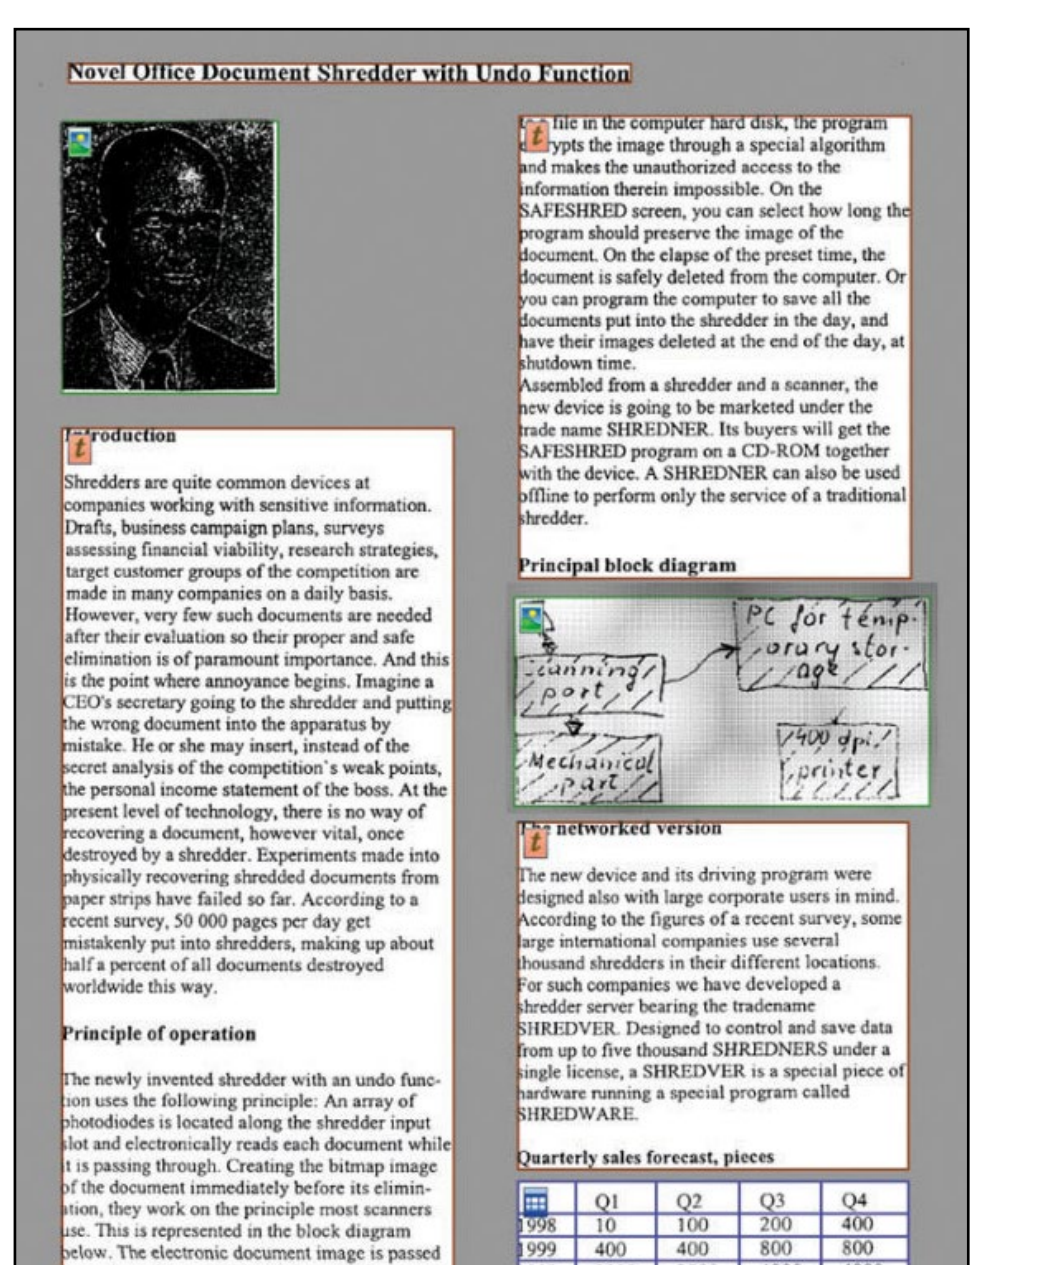 Novel Office Document Shredder with Undo Function
Introduction
Shredders are quite common devices at
companies working with sensitive information.
Drafts, business campaign plans, surveys
assessing financial viability, research strategies,
target customer groups of the competition are
made in many companies on a daily basis.
However, very few such documents are needed
after their evaluation so their proper and safe
elimination is of paramount importance. And this
is the point where annoyance begins. Imagine a
CEO's secretary going to the shredder and putting
the wrong document into the apparatus by
mistake. He or she may insert, instead of the
secret analysis of the competition's weak points,
the personal income statement of the boss. At the
present level of technology, there is no way of
recovering a document, however vital, once
destroyed by a shredder. Experiments made into
physically recovering shredded documents from
paper strips have failed so far. According to a
recent survey, 50 000 pages per day get
mistakenly put into shredders, making up about
half a percent of all documents destroyed
worldwide this way.
Principle of operation
The newly invented shredder with an undo func-
tion uses the following principle: An array of
photodiodes is located along the shredder input
slot and electronically reads each document while
it is passing through. Creating the bitmap image
of the document immediately before its elimin-
ation, they work on the principle most scanners
use. This is represented in the block diagram
below. The electronic document image is passed
file in the computer hard disk, the program
the image through a special algorithm
and makes the unauthorized access to the
information therein impossible. On the
SAFESHRED screen, you can select how long the
program should preserve the image of the
document. On the elapse of the preset time, the
document is safely deleted from the computer. Or
you can program the computer to save all the
documents put into the shredder in the day, and
have their images deleted at the end of the day, at
shutdown time.
Assembled from a shredder and a scanner, the
new device is going to be marketed under the
trade name SHREDNER. Its buyers will get the
SAFESHRED program on a CD-ROM together
with the device. A SHREDNER can also be used
offline to perform only the service of a traditional
shredder.
Principal block diagram
PC for temp-
orary stor-
age
Scanning
part
400 dpi
printer
Mechanical
part
The networked version
The new device and its driving program were
designed also with large corporate users in mind.
According to the figures of a recent survey, some
large international companies use several
thousand shredders in their different locations.
For such companies we have developed a
shredder server bearing the tradename
SHREDVER. Designed to control and save data
from up to five thousand SHREDNERS under a
single license, a SHREDVER is a special piece of
hardware running a special program called
SHREDWARE.
Quarterly sales forecast, pieces
Q1 Q2 Q3 Q4
1998 10 100 200 400
1999 400 400 800 800